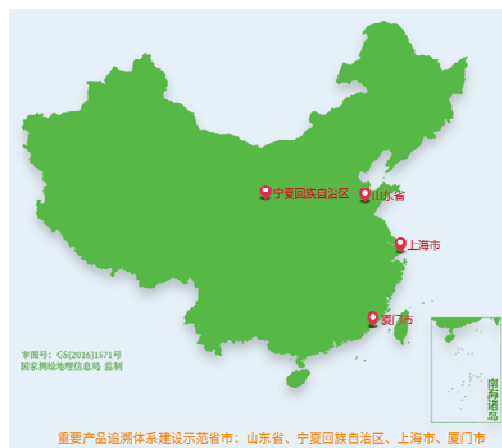 宁夏回族自治区
山东省
上海市
厦门市
审图号：GS(2016)1571号
国家测绘地理信息局 监制
南海诸岛
重要产品追溯体系建设示范省市：山东省、宁夏回族自治区、上海市、厦门市